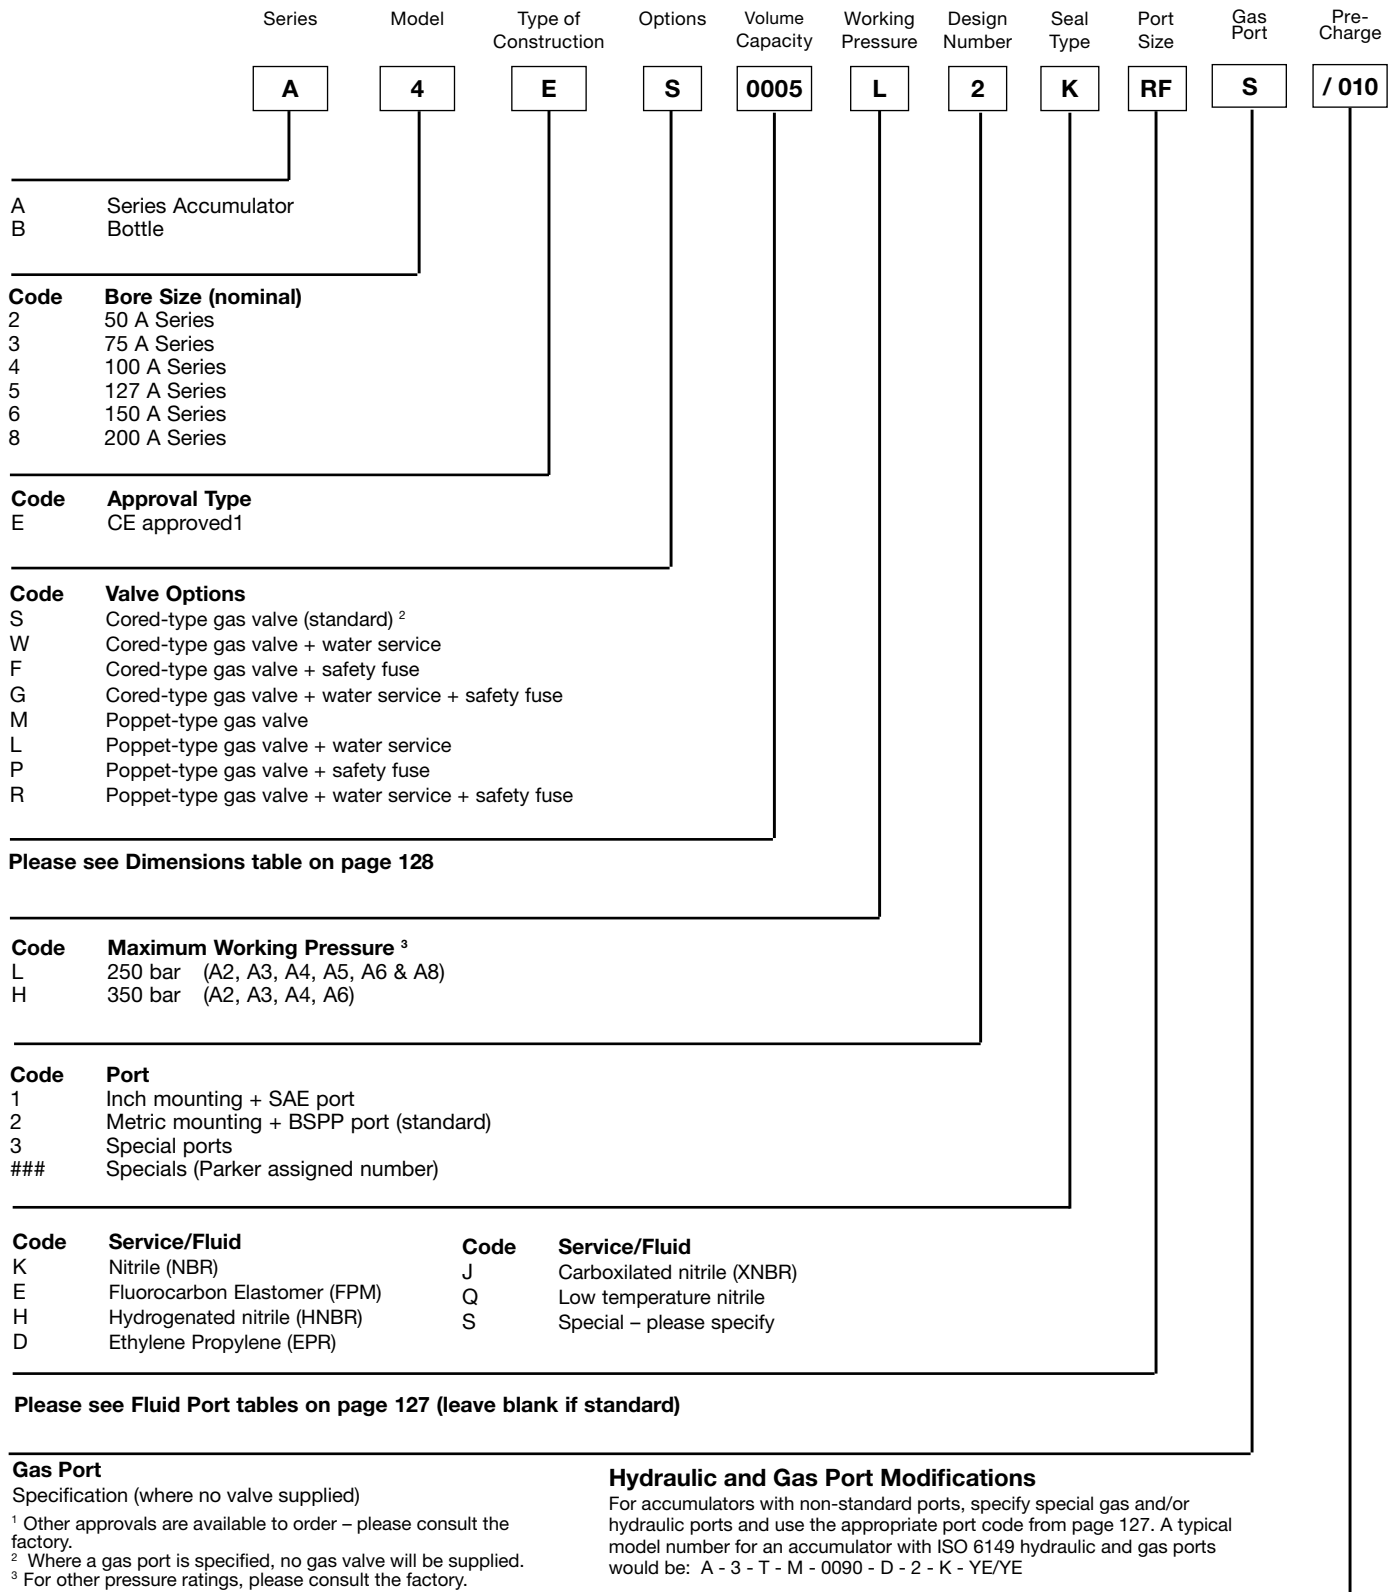 Series Model Type of Construction Options Volume Capacity Working Pressure Design Number Seal Type Port Size Gas Port Pre-Charge
A 4 E S 0005 L 2 K RF S / 010
A Series Accumulator
B Bottle
Code Bore Size (nominal)
2 50 A Series
3 75 A Series
4 100 A Series
5 127 A Series
6 150 A Series
8 200 A Series
Code Approval Type
E CE approved1
Code Valve Options
S Cored-type gas valve (standard) 2
W Cored-type gas valve + water service
F Cored-type gas valve + safety fuse
G Cored-type gas valve + water service + safety fuse
M Poppet-type gas valve
L Poppet-type gas valve + water service
P Poppet-type gas valve + safety fuse
R Poppet-type gas valve + water service + safety fuse
Please see Dimensions table on page 128
Code Maximum Working Pressure 3
L 250 bar (A2, A3, A4, A5, A6 & A8)
H 350 bar (A2, A3, A4, A6)
Code Port
1 Inch mounting + SAE port
2 Metric mounting + BSPP port (standard)
3 Special ports
### Specials (Parker assigned number)
Code Service/Fluid
K Nitrile (NBR)
E Fluorocarbon Elastomer (FPM)
H Hydrogenated nitrile (HNBR)
D Ethylene Propylene (EPR)
Code Service/Fluid
J Carboxilated nitrile (XNBR)
Q Low temperature nitrile
S Special – please specify
Please see Fluid Port tables on page 127 (leave blank if standard)
Gas Port
Specification (where no valve supplied)
1 Other approvals are available to order – please consult the
factory.
2 Where a gas port is specified, no gas valve will be supplied.
3 For other pressure ratings, please consult the factory.
Hydraulic and Gas Port Modifications
For accumulators with non-standard ports, specify special gas and/or
hydraulic ports and use the appropriate port code from page 127. A typical
model number for an accumulator with ISO 6149 hydraulic and gas ports
would be: A - 3 - T - M - 0090 - D - 2 - K - YE/YE